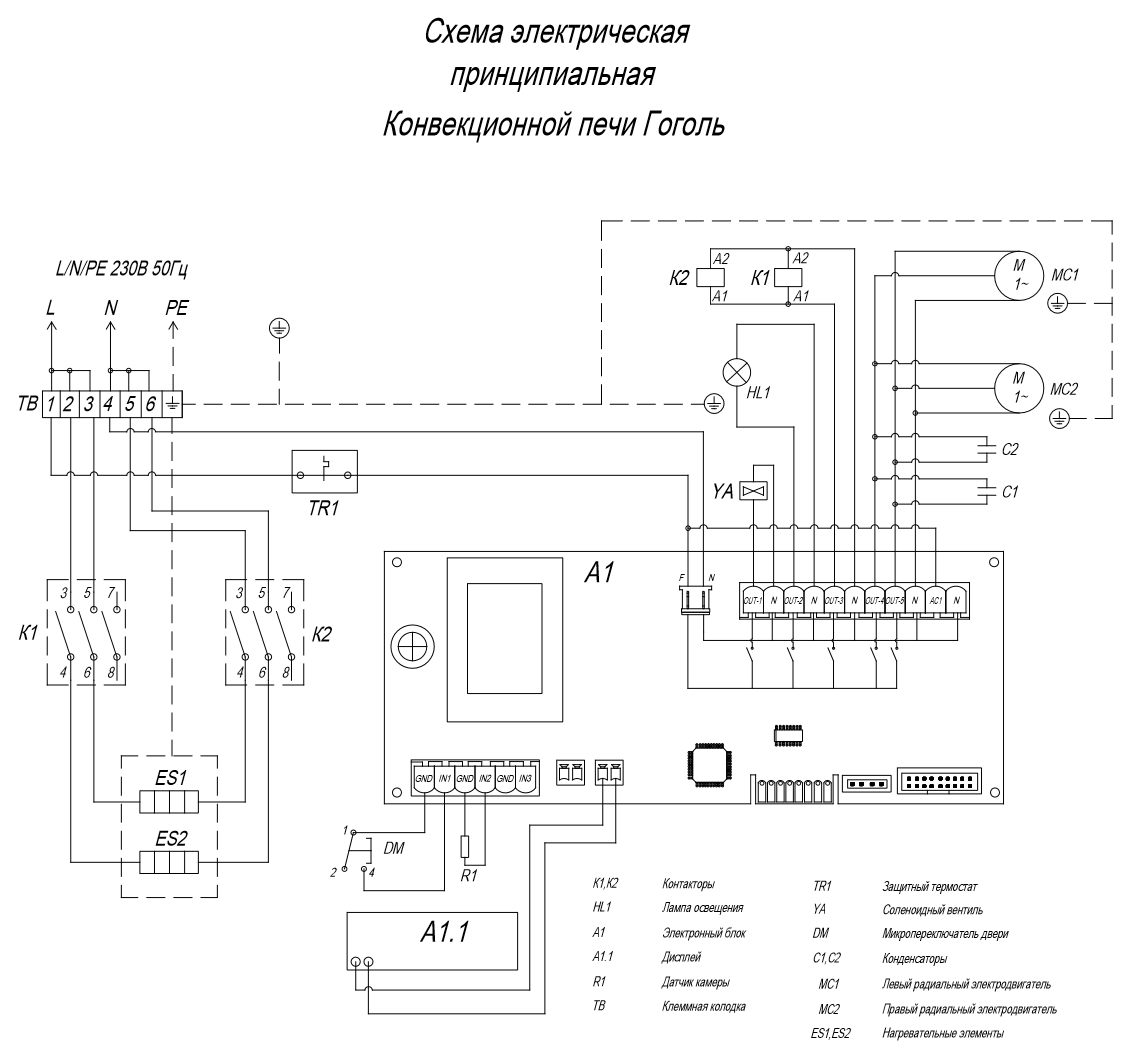 Схема электрическая
принципиальная
Конвекционной печи Гоголь
L/N/PE 230В 50Гц
L N PE
TB 1 2 3 4 5 6
K2 A2 A1
K1 A2 A1
M 1~ MC1
HL1
M 1~ MC2
C2
C1
TR1
YA
A1
F N
OUT-1 N OUT-2 N OUT-3 N OUT-4 OUT-5 N AC1 N
K1 3 5 7
4 6 8
K2 3 5 7
4 6 8
ES1
ES2
GND IN1 GND IN2 GND IN3
1 2 4 DM
R1
A1.1
K1,K2 Контакторы
HL1 Лампа освещения
A1 Электронный блок
A1.1 Дисплей
R1 Датчик камеры
TB Клеммная колодка
TR1 Защитный термостат
YA Соленоидный вентиль
DM Микропереключатель двери
C1,C2 Конденсаторы
MC1 Левый радиальный электродвигатель
MC2 Правый радиальный электродвигатель
ES1,ES2 Нагревательные элементы